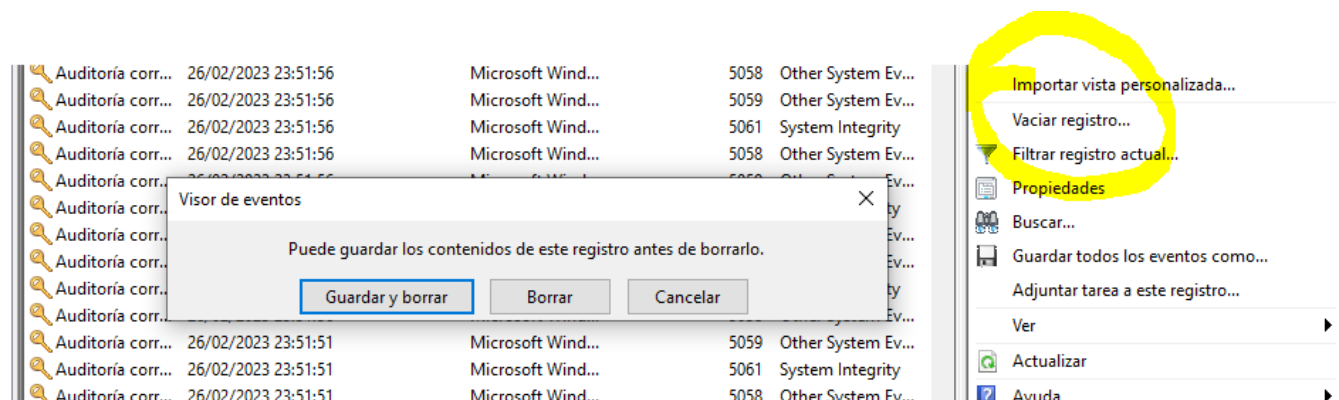 Auditoría corr... 26/02/2023 23:51:56 Microsoft Wind... 5058 Other System Ev...
Auditoría corr... 26/02/2023 23:51:56 Microsoft Wind... 5059 Other System Ev...
Auditoría corr... 26/02/2023 23:51:56 Microsoft Wind... 5061 System Integrity
Auditoría corr... 26/02/2023 23:51:56 Microsoft Wind... 5058 Other System Ev...
Auditoría corr.. Ev...
Auditoría corr.. ty
Auditoría corr.. Ev...
Auditoría corr.. Ev...
Auditoría corr.. ty
Auditoría corr.. Ev...
Auditoría corr... 26/02/2023 23:51:51 Microsoft Wind... 5059 Other System Ev...
Auditoría corr... 26/02/2023 23:51:51 Microsoft Wind... 5061 System Integrity
Auditoría corr... 26/02/2023 23:51:51 Microsoft Wind... 5058 Other System Ev...
Visor de eventos
Puede guardar los contenidos de este registro antes de borrarlo.
Guardar y borrar Borrar Cancelar
Importar vista personalizada...
Vaciar registro...
Filtrar registro actual...
Propiedades
Buscar...
Guardar todos los eventos como...
Adjuntar tarea a este registro...
Ver
Actualizar
Ayuda